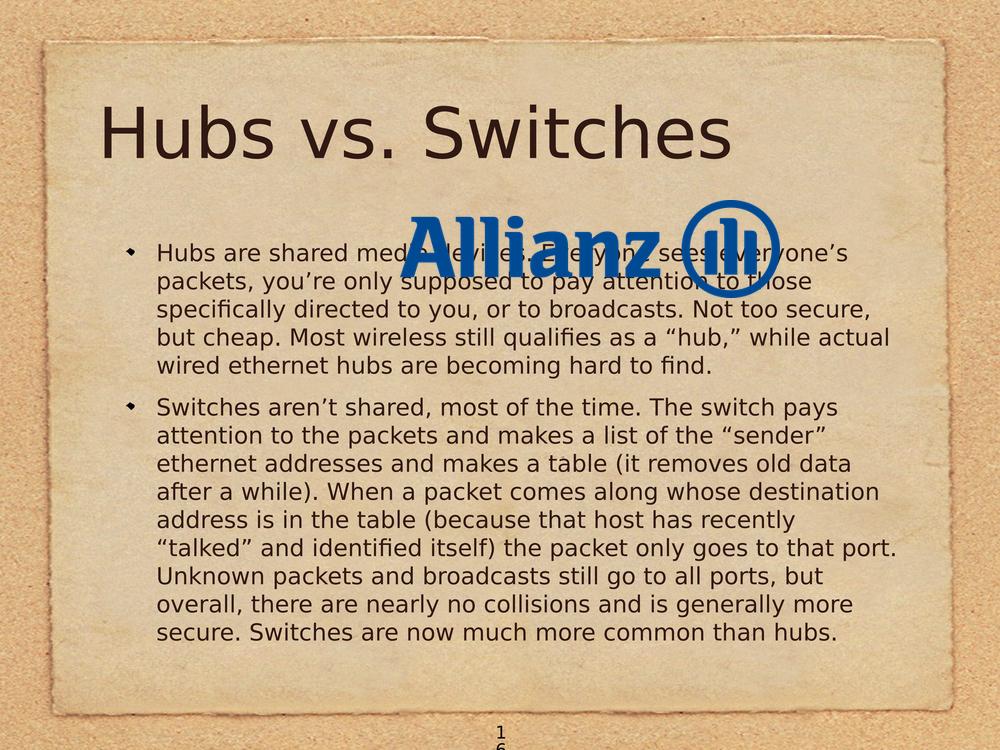 Hubs vs. Switches
Allianz
• Hubs are shared media devices. Everyone sees everyone’s
packets, you’re only supposed to pay attention to those
specifically directed to you, or to broadcasts. Not too secure,
but cheap. Most wireless still qualifies as a “hub,” while actual
wired ethernet hubs are becoming hard to find.
• Switches aren’t shared, most of the time. The switch pays
attention to the packets and makes a list of the “sender”
ethernet addresses and makes a table (it removes old data
after a while). When a packet comes along whose destination
address is in the table (because that host has recently
“talked” and identified itself) the packet only goes to that port.
Unknown packets and broadcasts still go to all ports, but
overall, there are nearly no collisions and is generally more
secure. Switches are now much more common than hubs.
1
6